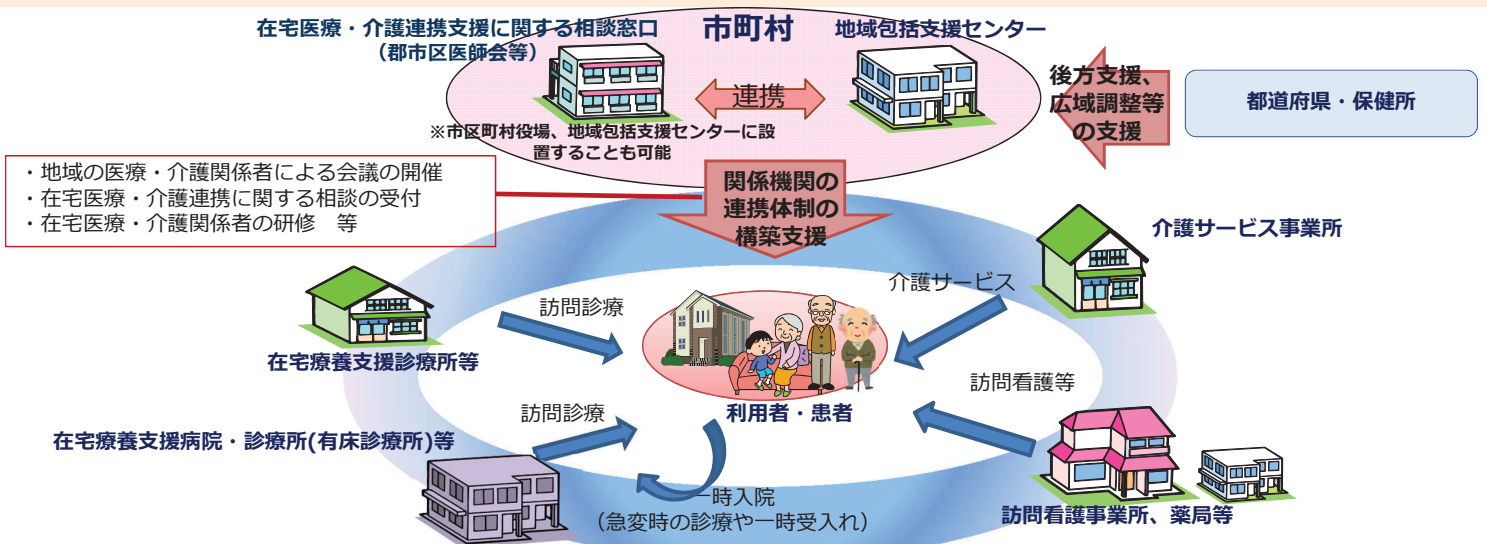 在宅医療・介護連携支援に関する相談窓口
（郡市区医師会等）
市町村
地域包括支援センター
連携
※市区町村役場、地域包括支援センターに設
置することも可能
後方支援、
広域調整等
の支援
都道府県・保健所
・地域の医療・介護関係者による会議の開催
・在宅医療・介護連携に関する相談の受付
・在宅医療・介護関係者の研修　等
関係機関の
連携体制の
構築支援
介護サービス事業所
介護サービス
訪問診療
在宅療養支援診療所等
訪問看護等
利用者・患者
訪問診療
在宅療養支援病院・診療所(有床診療所)等
一時入院
（急変時の診療や一時受入れ）
訪問看護事業所、薬局等